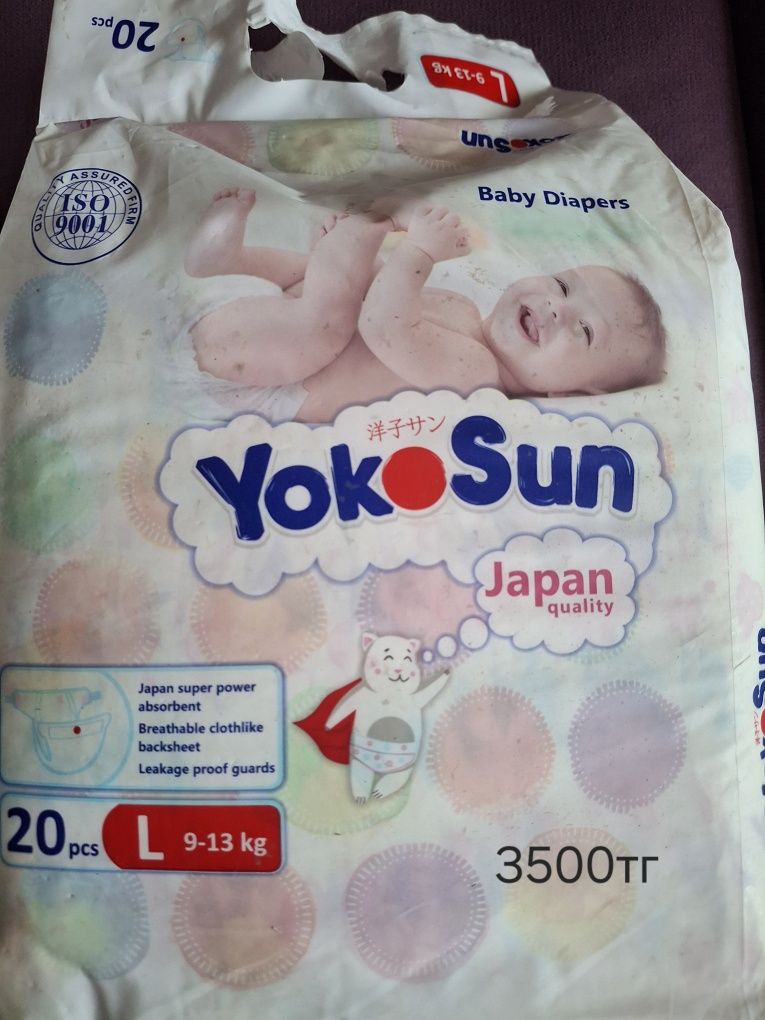 20 pcs
L 9-13 kg
YokoSun
QUALITY ASSURED FIRM
ISO
9001
Baby Diapers
洋子サン
YokoSun
Japan
quality
Japan super power
absorbent
Breathable clothlike
backsheet
Leakage proof guards
20 pcs L 9-13 kg
3500тг